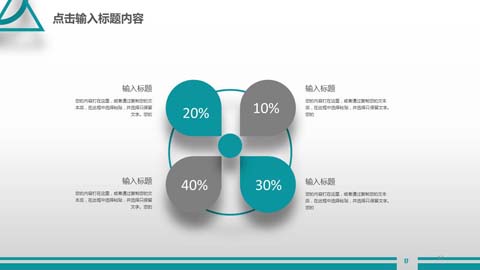 点击输入标题内容
输入标题
您的内容打在这里，或者通过复制您的文
本后，在此框中选择粘贴，并选择只保留
文字。您的
20%
10%
输入标题
您的内容打在这里，或者通过复制您的文本
后，在此框中选择粘贴，并选择只保留文
字。您的
输入标题
您的内容打在这里，或者通过复制您的文
本后，在此框中选择粘贴，并选择只保留
文字。您的
40%
30%
输入标题
您的内容打在这里，或者通过复制您的文本
后，在此框中选择粘贴，并选择只保留文
字。您的